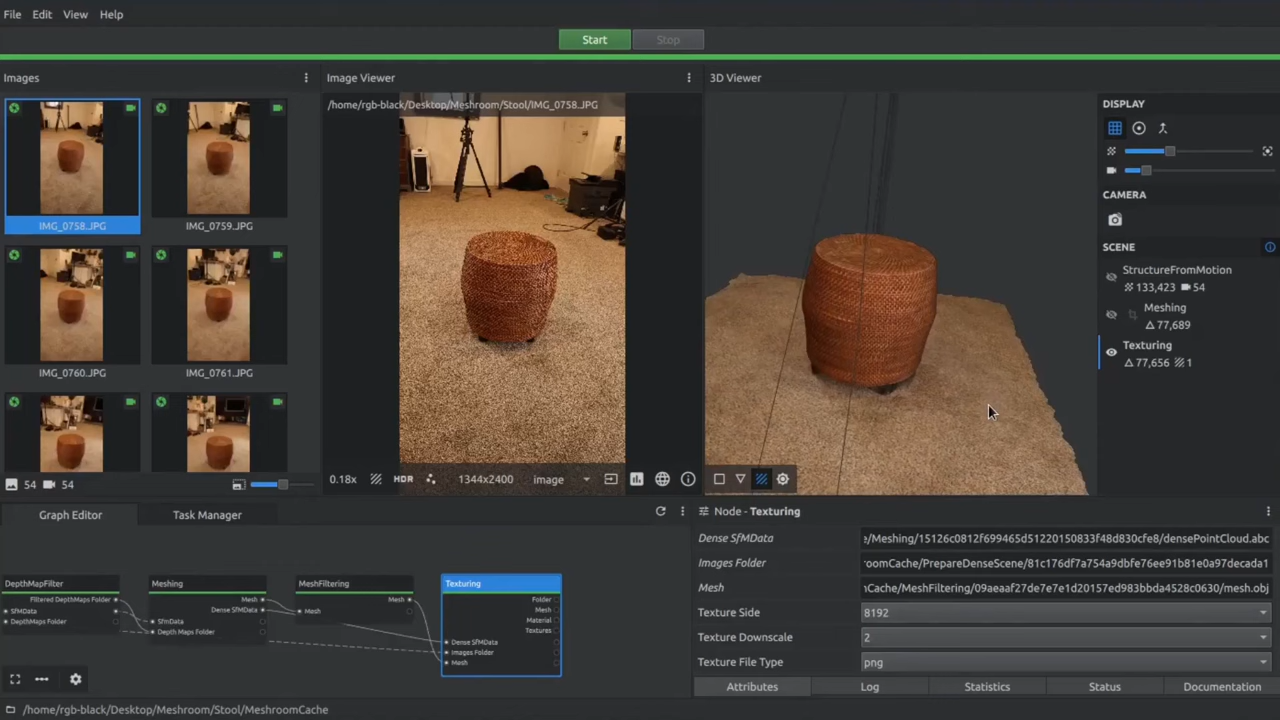 File Edit View Help
Start Stop
Images
IMG_0758.JPG
IMG_0759.JPG
IMG_0760.JPG
IMG_0761.JPG
54 54
Image Viewer
/home/rgb-black/Desktop/Meshroom/Stool/IMG_0758.JPG
0.18x HDR 1344x2400 image
3D Viewer
DISPLAY
CAMERA
SCENE
StructureFromMotion
133,423 54
Meshing
77,689
Texturing
77,656 1
Graph Editor Task Manager
DepthMapFilter
Filtered DepthMaps Folder
SfMData
DepthMaps Folder
Meshing
Mesh
Dense SfMData
SfmData
Depth Maps Folder
MeshFiltering
Mesh
Mesh
Texturing
Folder
Mesh
Material
Textures
Dense SfMData
Images Folder
Mesh
Node - Texturing
Dense SfMData :/Meshing/15126c0812f699465d51220150833f48d830cfe8/densePointCloud.abc
Images Folder roomCache/PrepareDenseScene/81c176df7a754a9dbfe76ee91b81e0a97decada1
Mesh nCache/MeshFiltering/09aeaaf27de7e7e1d20157ed983bbda4528c0630/mesh.obj
Texture Side 8192
Texture Downscale 2
Texture File Type png
Attributes Log Statistics Status Documentation
/home/rgb-black/Desktop/Meshroom/Stool/MeshroomCache